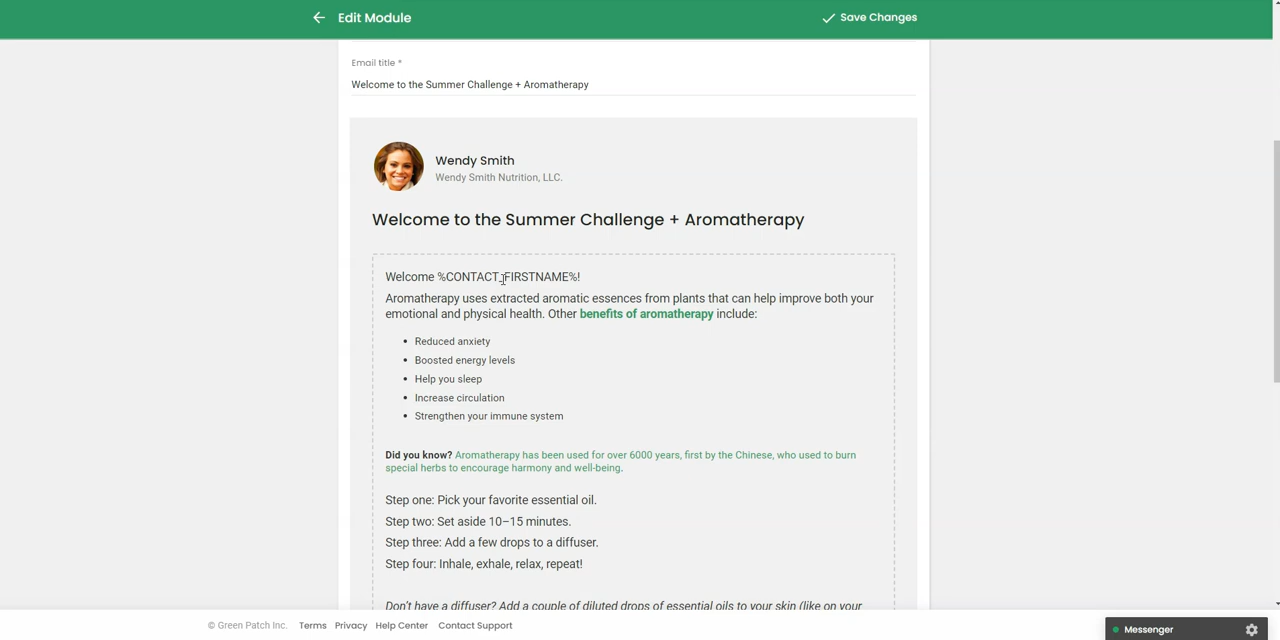 Edit Module
Save Changes
Email title *
Welcome to the Summer Challenge + Aromatherapy
Wendy Smith
Wendy Smith Nutrition, LLC.
Welcome to the Summer Challenge + Aromatherapy
Welcome %CONTACT_FIRSTNAME%!
Aromatherapy uses extracted aromatic essences from plants that can help improve both your
emotional and physical health. Other benefits of aromatherapy include:
• Reduced anxiety
• Boosted energy levels
• Help you sleep
• Increase circulation
• Strengthen your immune system
Did you know? Aromatherapy has been used for over 6000 years, first by the Chinese, who used to burn
special herbs to encourage harmony and well-being.
Step one: Pick your favorite essential oil.
Step two: Set aside 10–15 minutes.
Step three: Add a few drops to a diffuser.
Step four: Inhale, exhale, relax, repeat!
Don't have a diffuser? Add a couple of diluted drops of essential oils to your skin (like on your
© Green Patch Inc. Terms Privacy Help Center Contact Support
Messenger